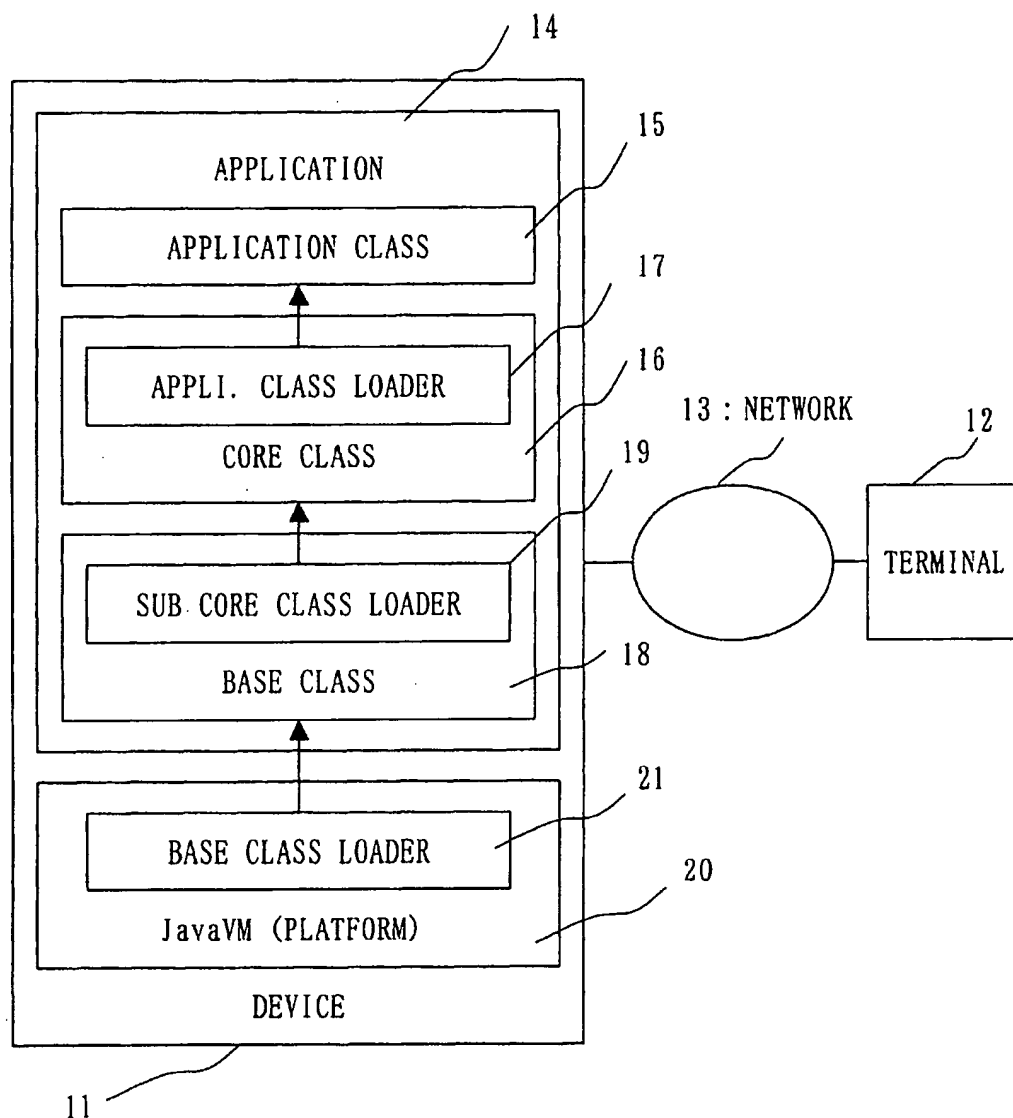 14
APPLICATION
15
APPLICATION CLASS
17
APPLI. CLASS LOADER
16
CORE CLASS
13 : NETWORK
12
19
SUB CORE CLASS LOADER
TERMINAL
18
BASE CLASS
21
BASE CLASS LOADER
20
JavaVM (PLATFORM)
DEVICE
11